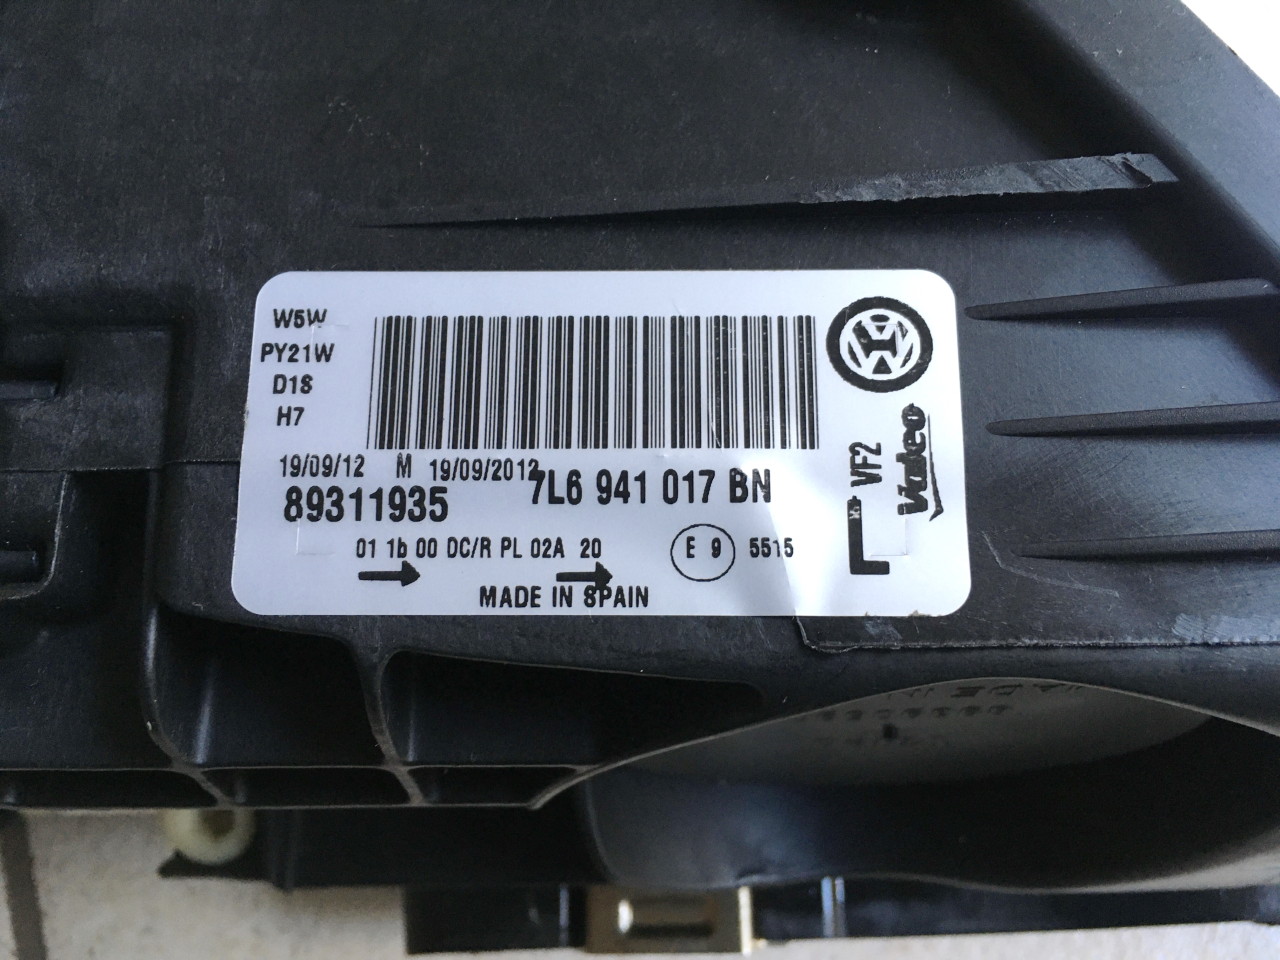 W5W
PY21W
D1S
H7
19/09/12 M 19/09/2012
89311935
7L6 941 017 BN
01 1b 00 DC/R PL 02A 20
E 9 5515
MADE IN SPAIN
L
VF2
Valeo